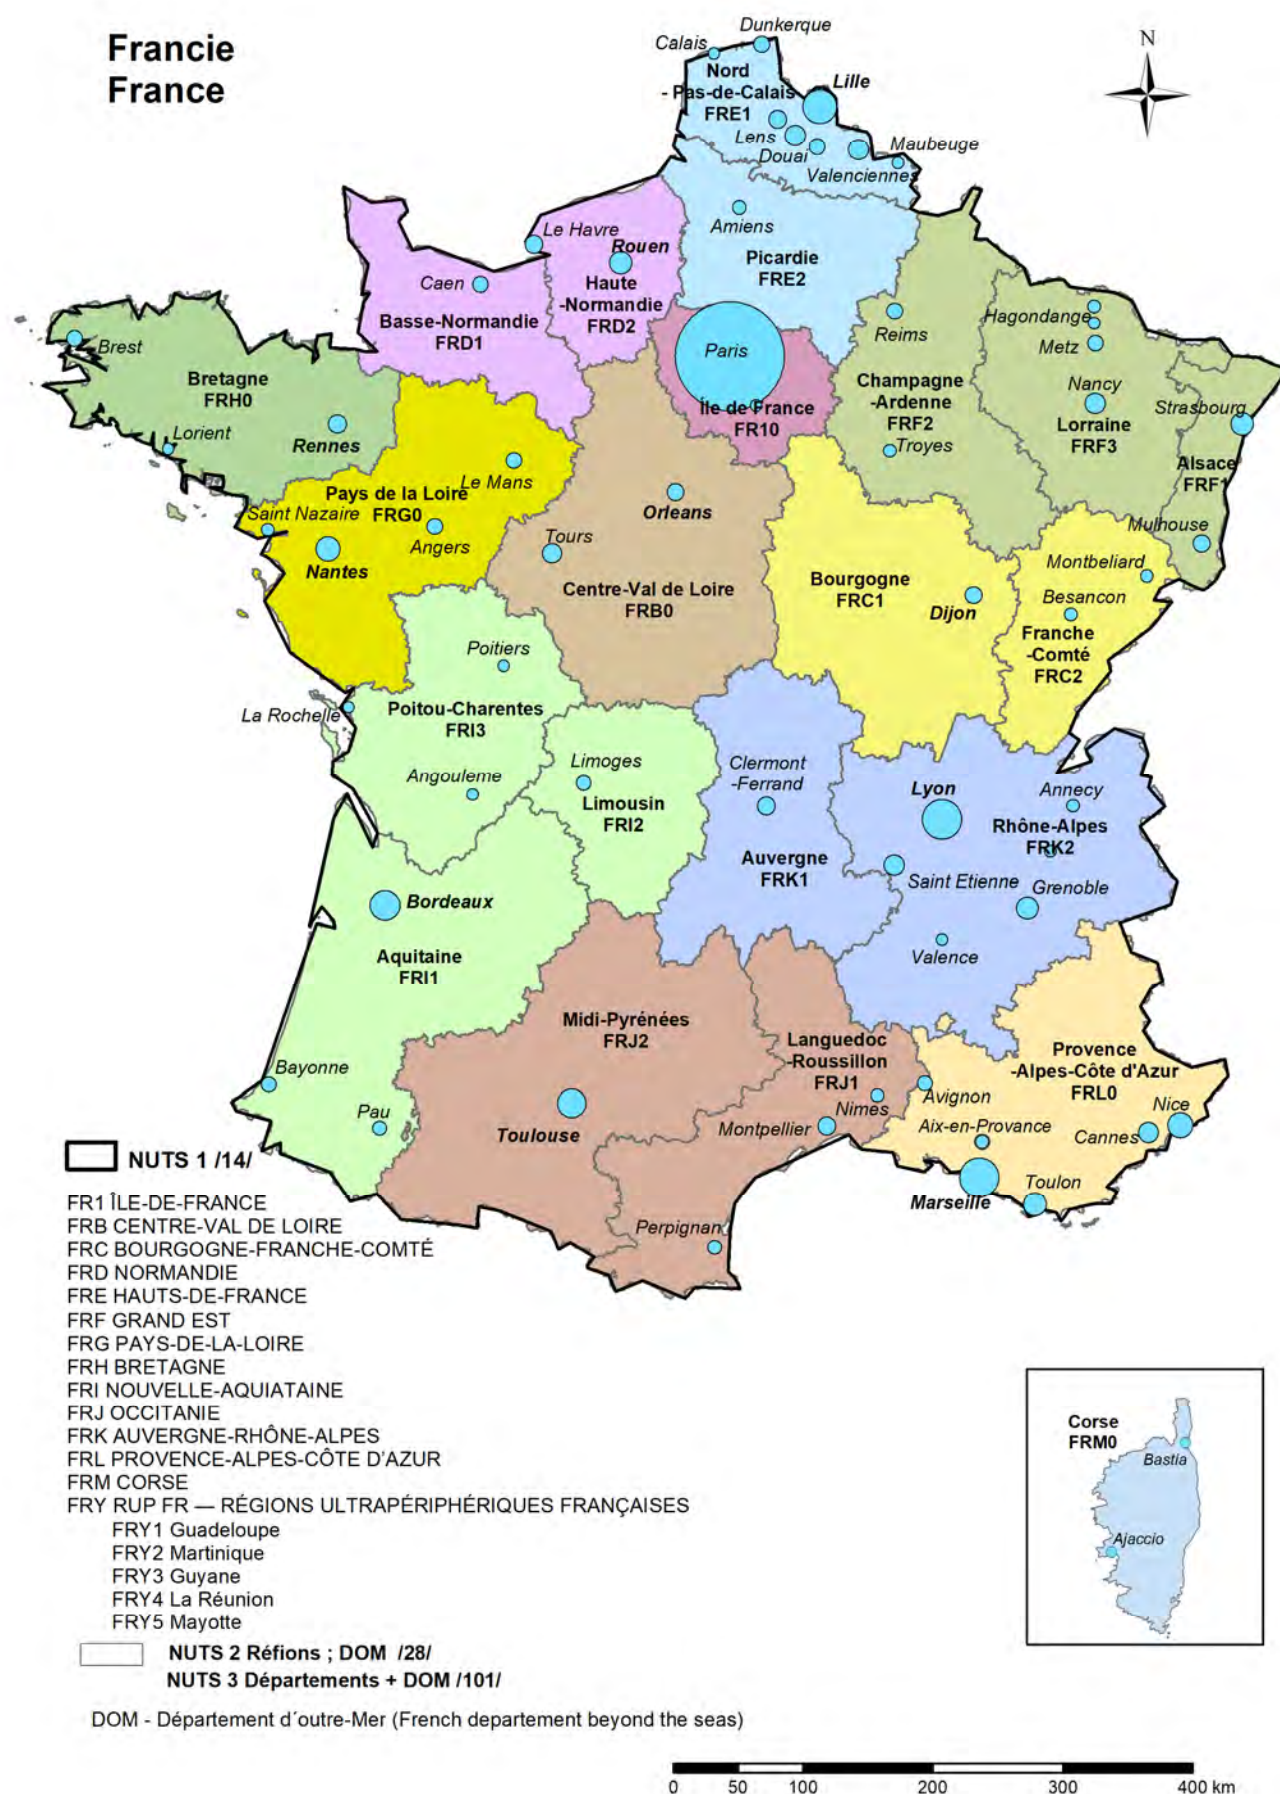 Francie
France
N
Dunkerque
Calais
Nord
- Pas-de-Calais
FRE1
Lille
Lens
Douai
Maubeuge
Valenciennes
Amiens
Picardie
FRE2
Le Havre
Rouen
Haute
-Normandie
FRD2
Caen
Basse-Normandie
FRD1
Paris
Île de France
FR10
Reims
Champagne
-Ardenne
FRF2
Troyes
Hagondange
Metz
Nancy
Lorraine
FRF3
Strasbourg
Alsace
FRF1
Mulhouse
Brest
Bretagne
FRH0
Lorient
Rennes
Le Mans
Pays de la Loire
FRG0
Saint Nazaire
Angers
Nantes
Orleans
Tours
Centre-Val de Loire
FRB0
Bourgogne
FRC1
Dijon
Montbeliard
Besancon
Franche
-Comté
FRC2
Poitiers
La Rochelle
Poitou-Charentes
FRI3
Angouleme
Limoges
Limousin
FRI2
Clermont
-Ferrand
Auvergne
FRK1
Lyon
Annecy
Rhône-Alpes
FRK2
Saint Etienne
Grenoble
Valence
Bordeaux
Aquitaine
FRI1
Bayonne
Pau
Midi-Pyrénées
FRJ2
Toulouse
Languedoc
-Roussillon
FRJ1
Nimes
Montpellier
Perpignan
Provence
-Alpes-Côte d'Azur
FRL0
Avignon
Aix-en-Provance
Nice
Cannes
Marseille
Toulon
NUTS 1 /14/
FR1 ÎLE-DE-FRANCE
FRB CENTRE-VAL DE LOIRE
FRC BOURGOGNE-FRANCHE-COMTÉ
FRD NORMANDIE
FRE HAUTS-DE-FRANCE
FRF GRAND EST
FRG PAYS-DE-LA-LOIRE
FRH BRETAGNE
FRI NOUVELLE-AQUIATAINE
FRJ OCCITANIE
FRK AUVERGNE-RHÔNE-ALPES
FRL PROVENCE-ALPES-CÔTE D'AZUR
FRM CORSE
FRY RUP FR — RÉGIONS ULTRAPÉRIPHÉRIQUES FRANÇAISES
FRY1 Guadeloupe
FRY2 Martinique
FRY3 Guyane
FRY4 La Réunion
FRY5 Mayotte
NUTS 2 Réfions ; DOM /28/
NUTS 3 Départements + DOM /101/
DOM - Département d´outre-Mer (French departement beyond the seas)
Corse
FRM0
Bastia
Ajaccio
0 50 100 200 300 400 km